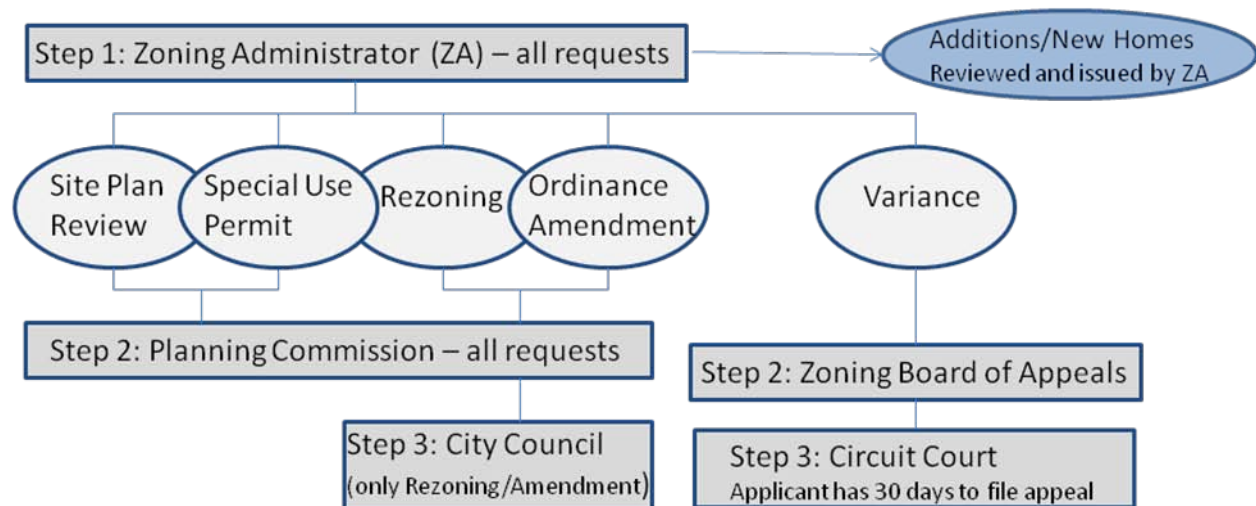 Step 1: Zoning Administrator (ZA) – all requests
Additions/New Homes
Reviewed and issued by ZA
Site Plan
Review
Special Use
Permit
Rezoning
Ordinance
Amendment
Variance
Step 2: Planning Commission – all requests
Step 2: Zoning Board of Appeals
Step 3: City Council
(only Rezoning/Amendment)
Step 3: Circuit Court
Applicant has 30 days to file appeal